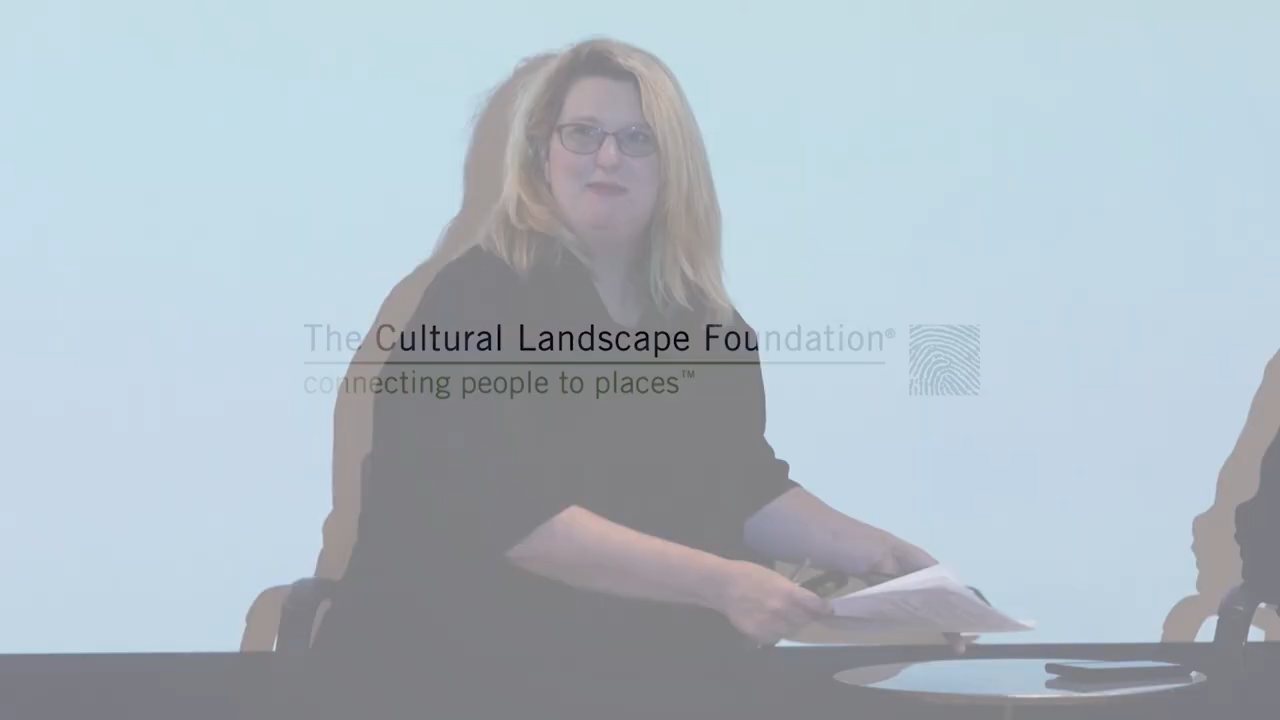 The Cultural Landscape Foundation®
connecting people to places™